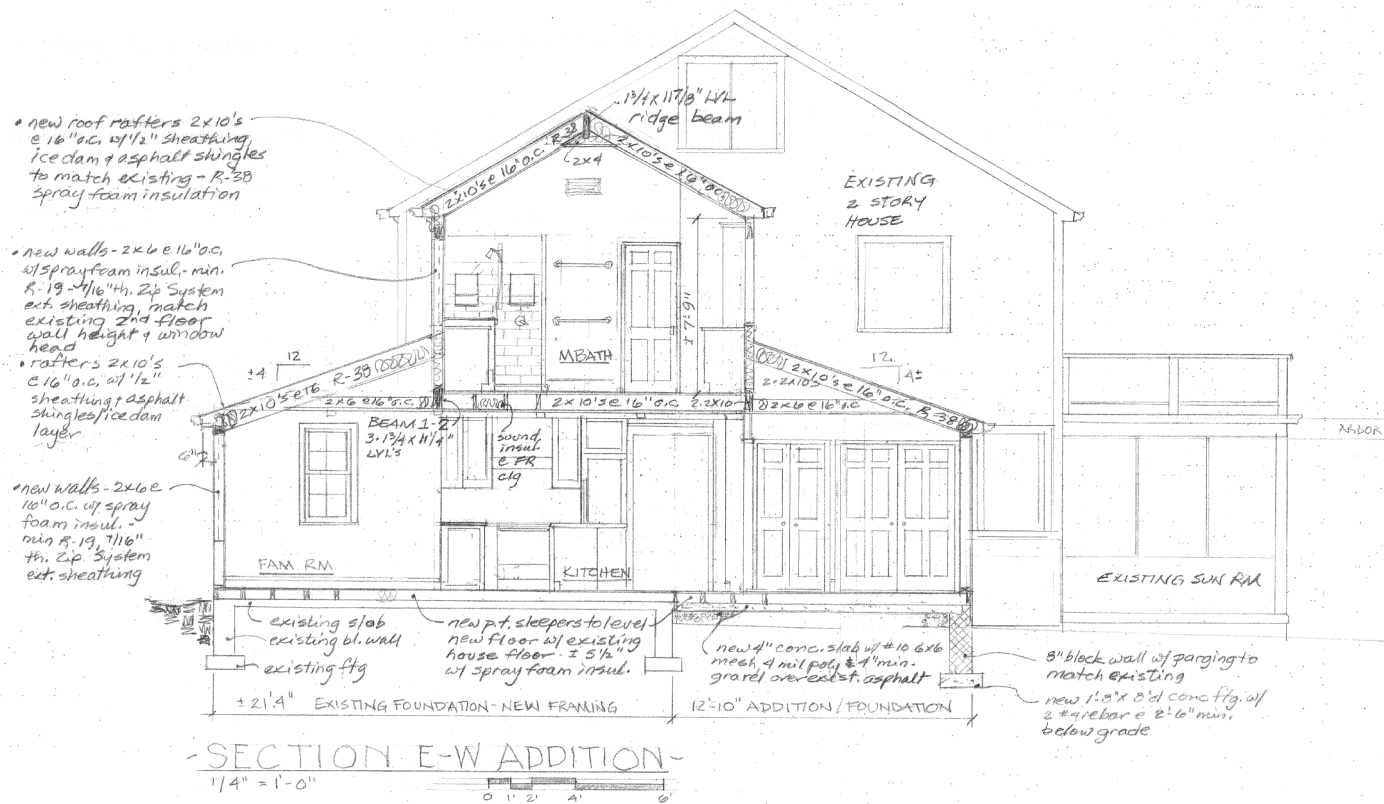 • new roof rafters 2x10's
@ 16" o.c. w/ 1/2" sheathing,
ice dam & asphalt shingles
to match existing - R-38
spray foam insulation
• new walls - 2x6 @ 16" o.c.
w/ spray foam insul. - min.
R-19 - 7/16" th. Zip System
ext. sheathing, match
existing 2nd floor
wall height & window
head
• rafters 2x10's
@ 16" o.c, w/ 1/2"
sheathing & asphalt
shingles/ice dam
layer
6"
• new walls - 2x6 @
16" o.c. w/ spray
foam insul. -
min R-19, 7/16"
th. Zip System
ext. sheathing
1 3/4 x 11 7/8" LVL
ridge beam
2x10's @ 16" o.c. R-38
2x10's @ 16" o.c.
2x4
EXISTING
2 STORY
HOUSE
± 7'-9"
MBATH
12
±4
2x10's @ 16 R-38
2x6 @ 16" o.c.
2x10's @ 16" o.c. 2-2x10
12
4±
2x10's @ 16" o.c. R-38
2-2x10's
2x6 @ 16" o.c
BEAM 1-2
3-1 3/4 x 11 1/4"
LVL's
sound
insul
@ FR
clg
ARBOR
FAM. RM.
KITCHEN
EXISTING SUN RM
existing slab
existing bl. wall
existing ftg
new p.t. sleepers to level
new floor w/ existing
house floor - ± 5 1/2"
w/ spray foam insul.
new 4" conc. slab w/ #10 6x6
mesh, 4 mil poly & 4" min.
gravel over exist. asphalt
8" block wall w/ parging to
match existing
new 1'-8" x 8"d conc ftg. w/
2 #4 rebar @ 2'-6" min.
below grade
± 21'4" EXISTING FOUNDATION - NEW FRAMING
12'-10" ADDITION / FOUNDATION
-SECTION E-W ADDITION-
1/4" = 1'-0"
0 1' 2' 4' 6'